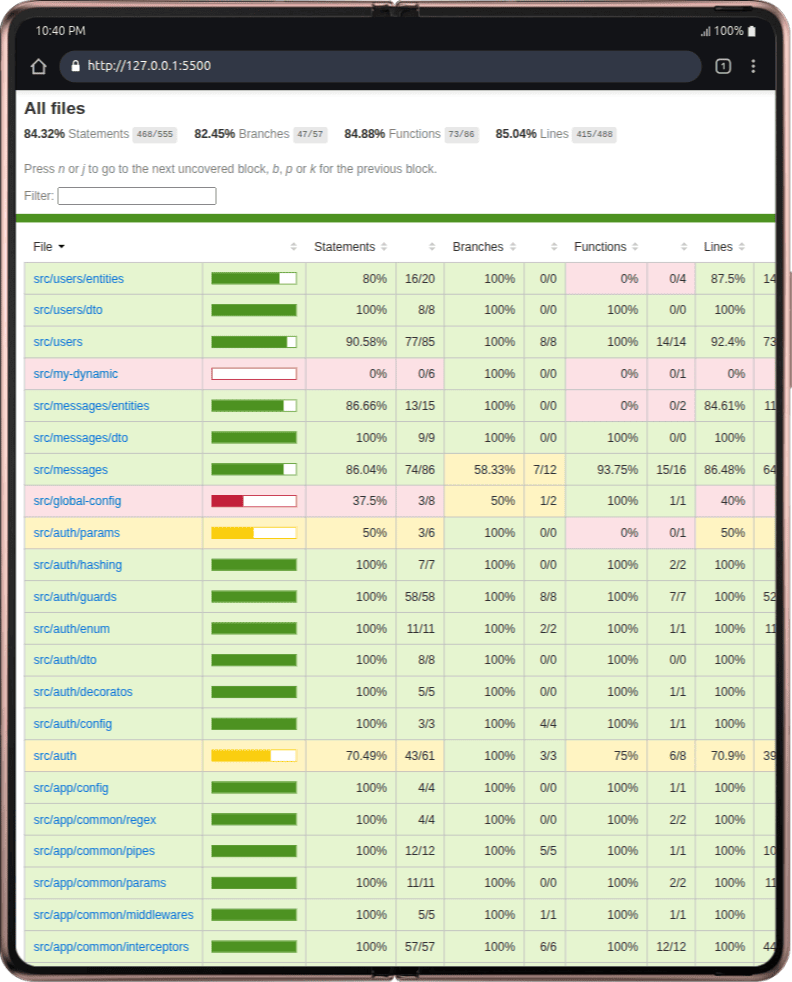 10:40 PM 100%
http://127.0.0.1:5500 1
All files
84.32% Statements 468/555 82.45% Branches 47/57 84.88% Functions 73/86 85.04% Lines 415/488
Press n or j to go to the next uncovered block, b, p or k for the previous block.
Filter:
File Statements Branches Functions Lines
src/users/entities 80% 16/20 100% 0/0 0% 0/4 87.5% 14
src/users/dto 100% 8/8 100% 0/0 100% 0/0 100%
src/users 90.58% 77/85 100% 8/8 100% 14/14 92.4% 73
src/my-dynamic 0% 0/6 100% 0/0 0% 0/1 0%
src/messages/entities 86.66% 13/15 100% 0/0 0% 0/2 84.61% 11
src/messages/dto 100% 9/9 100% 0/0 100% 0/0 100%
src/messages 86.04% 74/86 58.33% 7/12 93.75% 15/16 86.48% 64
src/global-config 37.5% 3/8 50% 1/2 100% 1/1 40%
src/auth/params 50% 3/6 100% 0/0 0% 0/1 50%
src/auth/hashing 100% 7/7 100% 0/0 100% 2/2 100%
src/auth/guards 100% 58/58 100% 8/8 100% 7/7 100% 52
src/auth/enum 100% 11/11 100% 2/2 100% 1/1 100% 11
src/auth/dto 100% 8/8 100% 0/0 100% 0/0 100%
src/auth/decoratos 100% 5/5 100% 0/0 100% 1/1 100%
src/auth/config 100% 3/3 100% 4/4 100% 1/1 100%
src/auth 70.49% 43/61 100% 3/3 75% 6/8 70.9% 39
src/app/config 100% 4/4 100% 0/0 100% 1/1 100%
src/app/common/regex 100% 4/4 100% 0/0 100% 2/2 100%
src/app/common/pipes 100% 12/12 100% 5/5 100% 1/1 100% 10
src/app/common/params 100% 11/11 100% 0/0 100% 2/2 100% 11
src/app/common/middlewares 100% 5/5 100% 1/1 100% 1/1 100%
src/app/common/interceptors 100% 57/57 100% 6/6 100% 12/12 100% 44